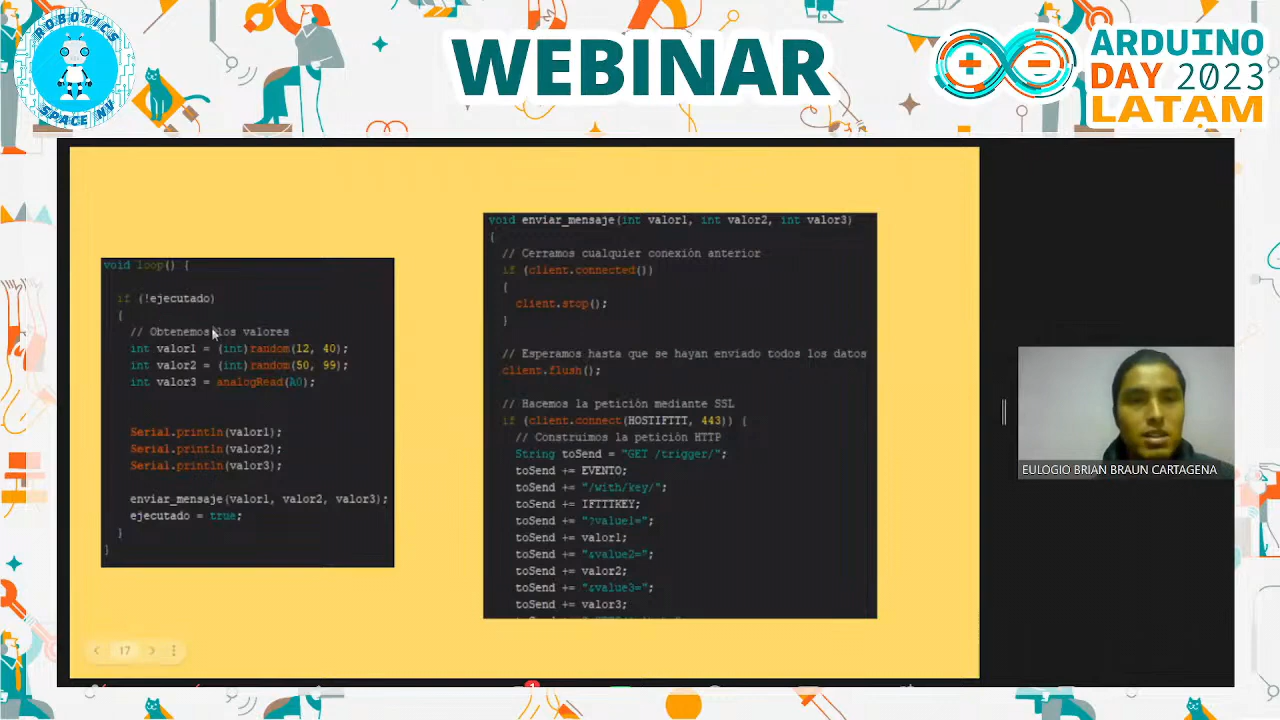 ROBOTICS
SPACE NV
WEBINAR
ARDUINO
DAY 2023
LATAM
void loop() {
if (!ejecutado)
{
// Obtenemos los valores
int valor1 = (int)random(12, 40);
int valor2 = (int)random(50, 99);
int valor3 = analogRead(A0);
Serial.println(valor1);
Serial.println(valor2);
Serial.println(valor3);
enviar_mensaje(valor1, valor2, valor3);
ejecutado = true;
}
}
void enviar_mensaje(int valor1, int valor2, int valor3)
{
// Cerramos cualquier conexión anterior
if (client.connected())
{
client.stop();
}
// Esperamos hasta que se hayan enviado todos los datos
client.flush();
// Hacemos la petición mediante SSL
if (client.connect(HOSTIFTTT, 443)) {
// Construimos la petición HTTP
String toSend = "GET /trigger/";
toSend += EVENTO;
toSend += "/with/key/";
toSend += IFTTTKEY;
toSend += "?value1=";
toSend += valor1;
toSend += "&value2=";
toSend += valor2;
toSend += "&value3=";
toSend += valor3;
17
EULOGIO BRIAN BRAUN CARTAGENA
1